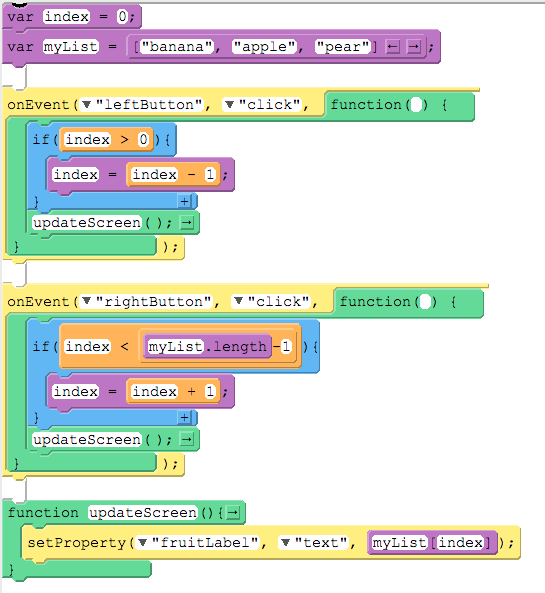 var index = 0;
var myList = ["banana", "apple", "pear"] ← → ;
onEvent(▼"leftButton", ▼"click", function( ) {
if(index > 0){
index = index - 1;
} +
updateScreen(); →
} );
onEvent(▼"rightButton", ▼"click", function( ) {
if(index < myList.length-1){
index = index + 1;
} +
updateScreen(); →
} );
function updateScreen(){→
setProperty(▼"fruitLabel", ▼"text", myList[index]);
}